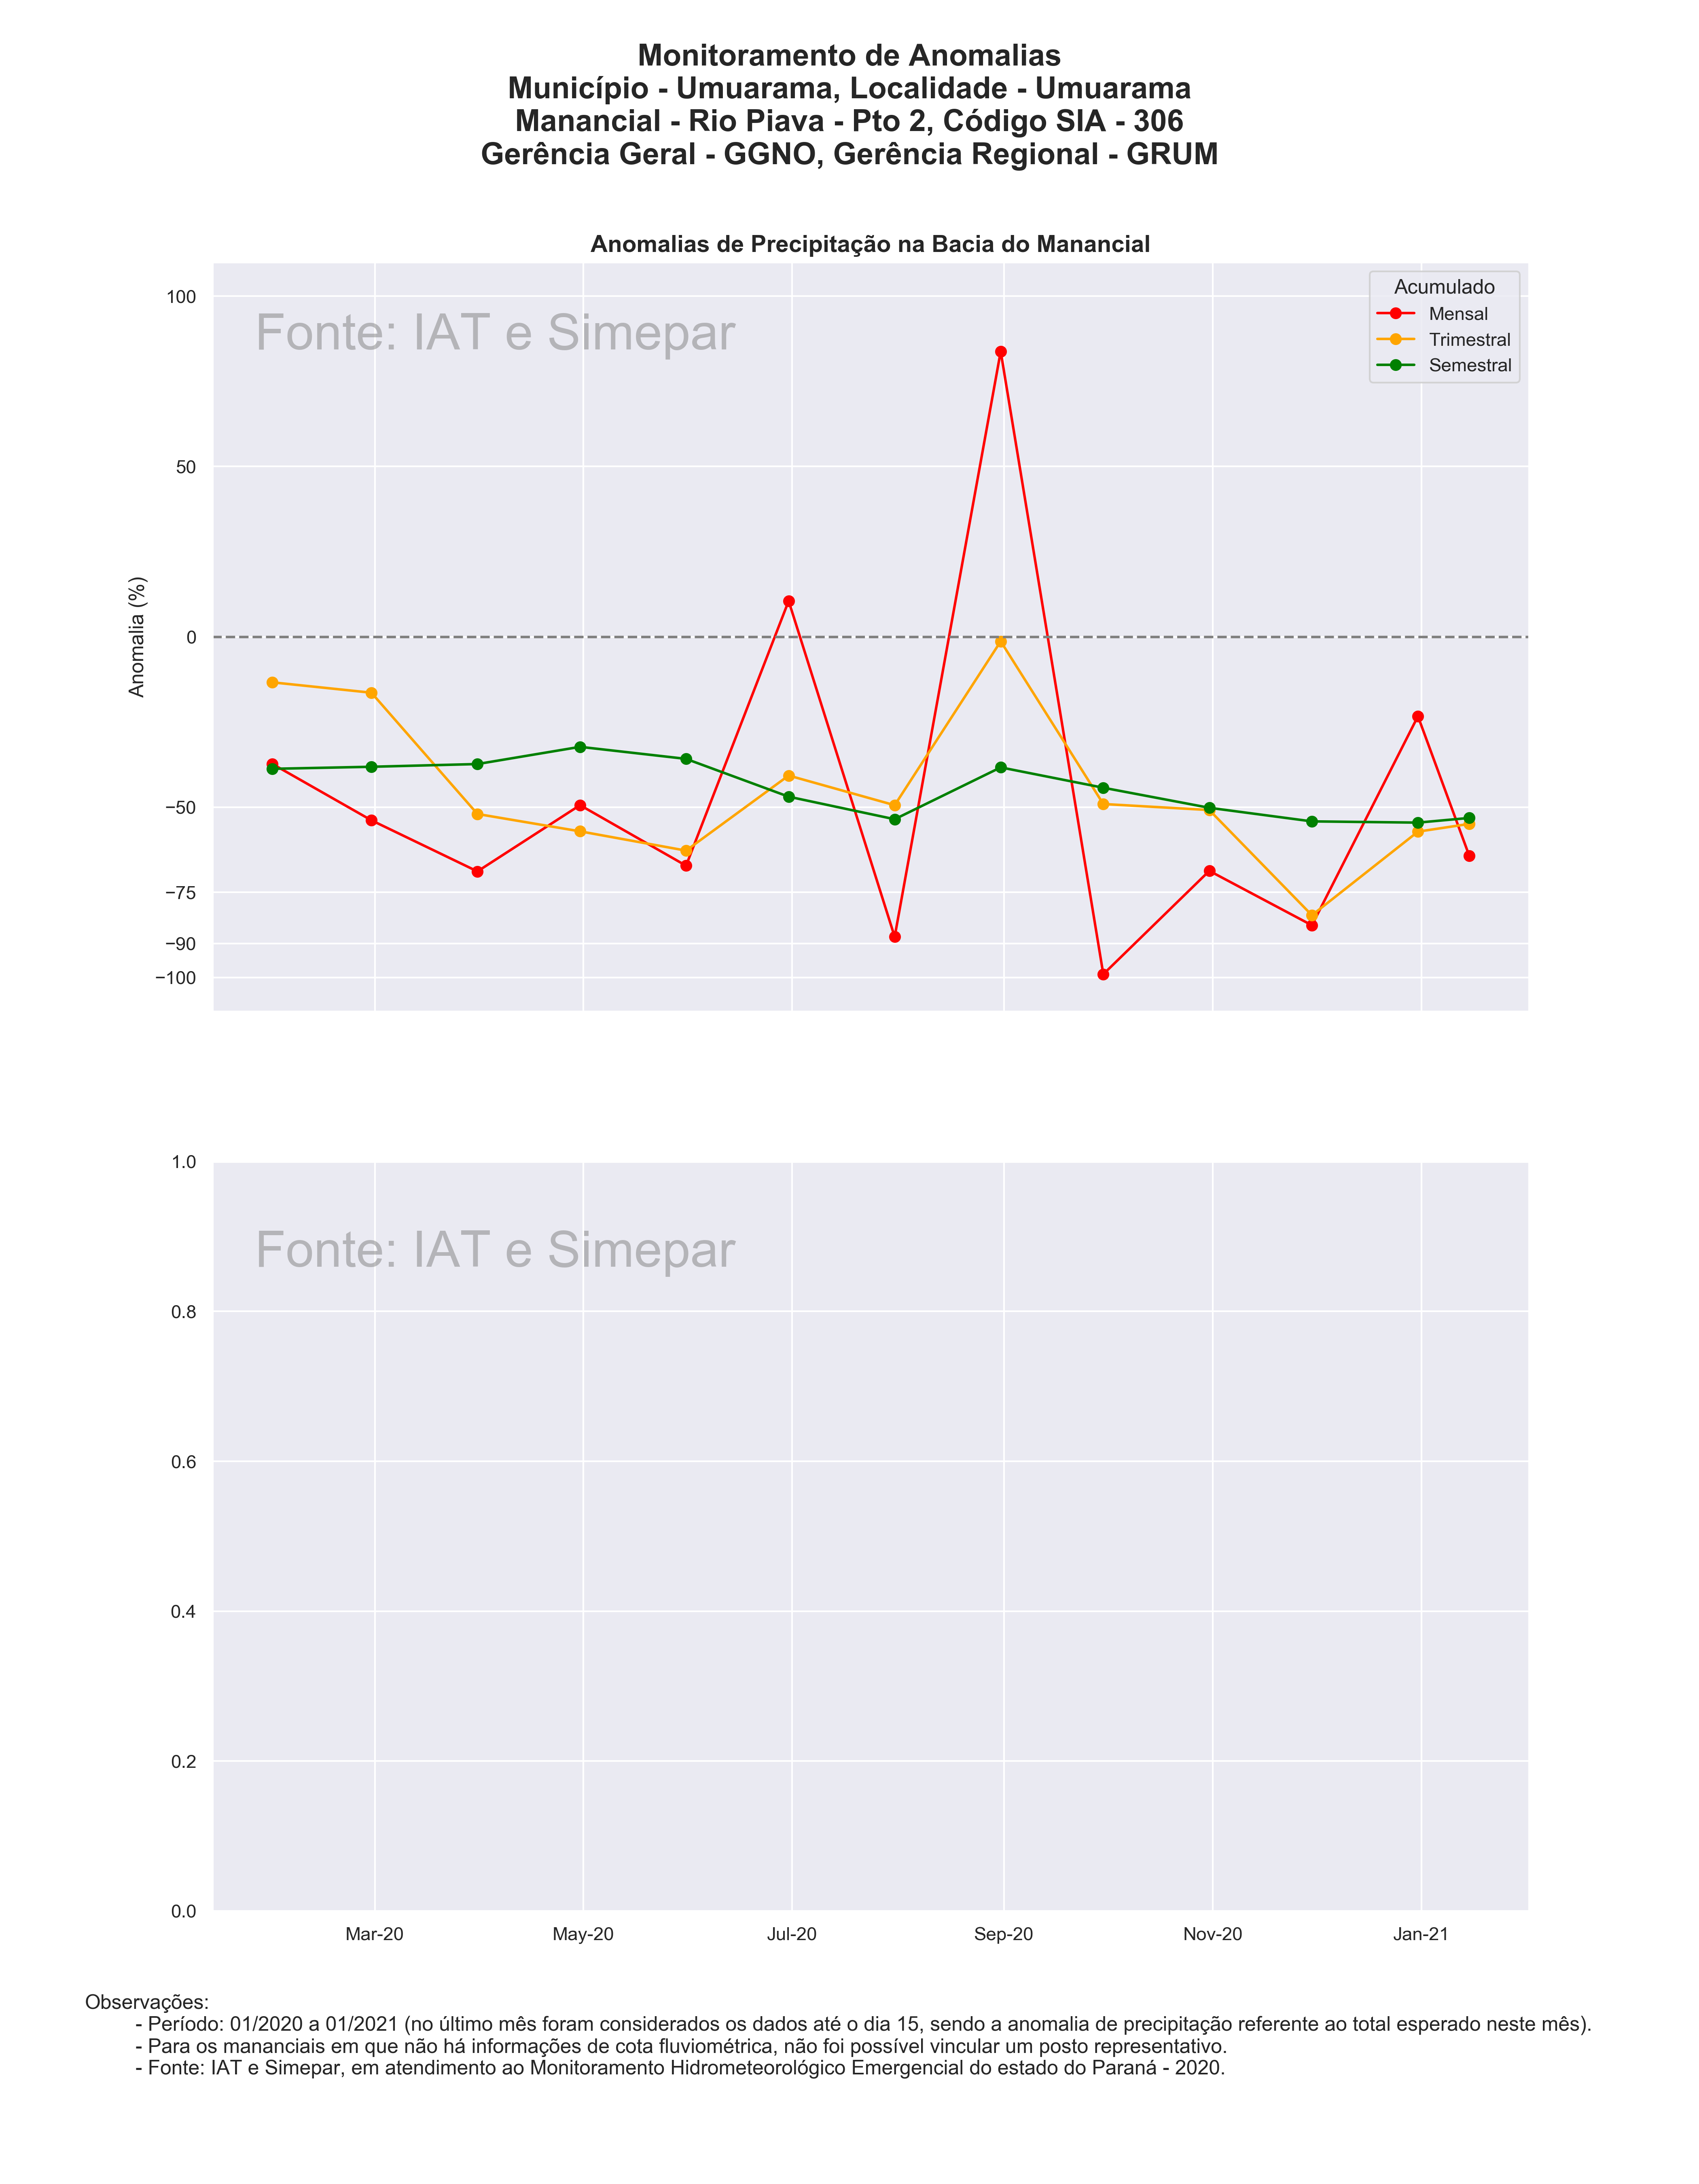 Monitoramento de Anomalias
Município - Umuarama, Localidade - Umuarama
Manancial - Rio Piava - Pto 2, Código SIA - 306
Gerência Geral - GGNO, Gerência Regional - GRUM
Anomalias de Precipitação na Bacia do Manancial
Fonte: IAT e Simepar
Acumulado
Mensal
Trimestral
Semestral
Anomalia (%)
100
50
0
−50
−75
−90
−100
Fonte: IAT e Simepar
1.0
0.8
0.6
0.4
0.2
0.0
Mar-20 May-20 Jul-20 Sep-20 Nov-20 Jan-21
Observações:
- Período: 01/2020 a 01/2021 (no último mês foram considerados os dados até o dia 15, sendo a anomalia de precipitação referente ao total esperado neste mês).
- Para os mananciais em que não há informações de cota fluviométrica, não foi possível vincular um posto representativo.
- Fonte: IAT e Simepar, em atendimento ao Monitoramento Hidrometeorológico Emergencial do estado do Paraná - 2020.